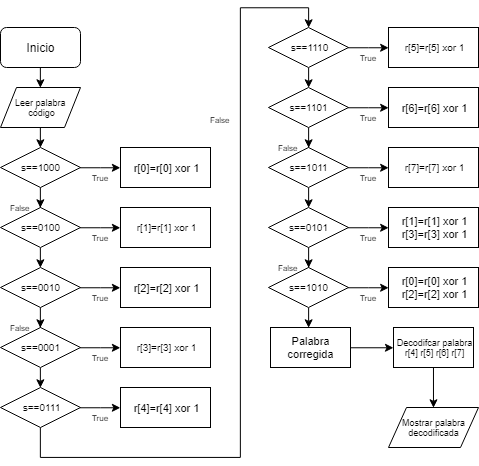 Inicio
Leer palabra
código
s==1000
True
r[0]=r[0] xor 1
False
s==0100
True
r[1]=r[1] xor 1
s==0010
True
r[2]=r[2] xor 1
False
s==0001
True
r[3]=r[3] xor 1
s==0111
True
r[4]=r[4] xor 1
False
s==1110
True
r[5]=r[5] xor 1
s==1101
True
r[6]=r[6] xor 1
False
s==1011
True
r[7]=r[7] xor 1
s==0101
True
r[1]=r[1] xor 1
r[3]=r[3] xor 1
False
s==1010
True
r[0]=r[0] xor 1
r[2]=r[2] xor 1
Palabra
corregida
Decodifcar palabra
r[4] r[5] r[6] r[7]
Mostrar palabra
decodificada